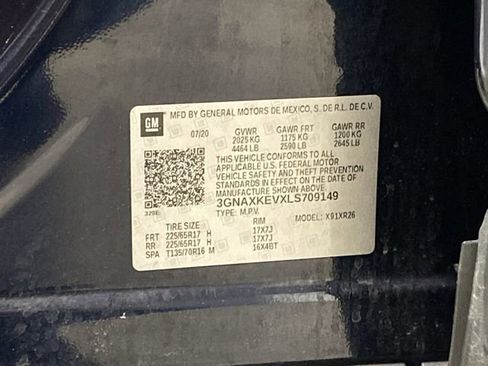 GM
MFD BY GENERAL MOTORS DE MEXICO, S. DE R.L. DE C.V.
07/20 GVWR GAWR FRT GAWR RR
2025 KG 1175 KG 1200 KG
4464 LB 2590 LB 2645 LB
THIS VEHICLE CONFORMS TO ALL
APPLICABLE U.S. FEDERAL MOTOR
VEHICLE SAFETY AND THEFT PREVENTION
STANDARDS IN EFFECT ON THE DATE OF
MANUFACTURE SHOWN ABOVE.
3GNAXKEVXLS709149
TYPE: M.P.V. MODEL: X91XR26
TIRE SIZE RIM
FRT 225/65R17 H 17X7J
RR 225/65R17 H 17X7J
SPA T135/70R16 M 16X4BT